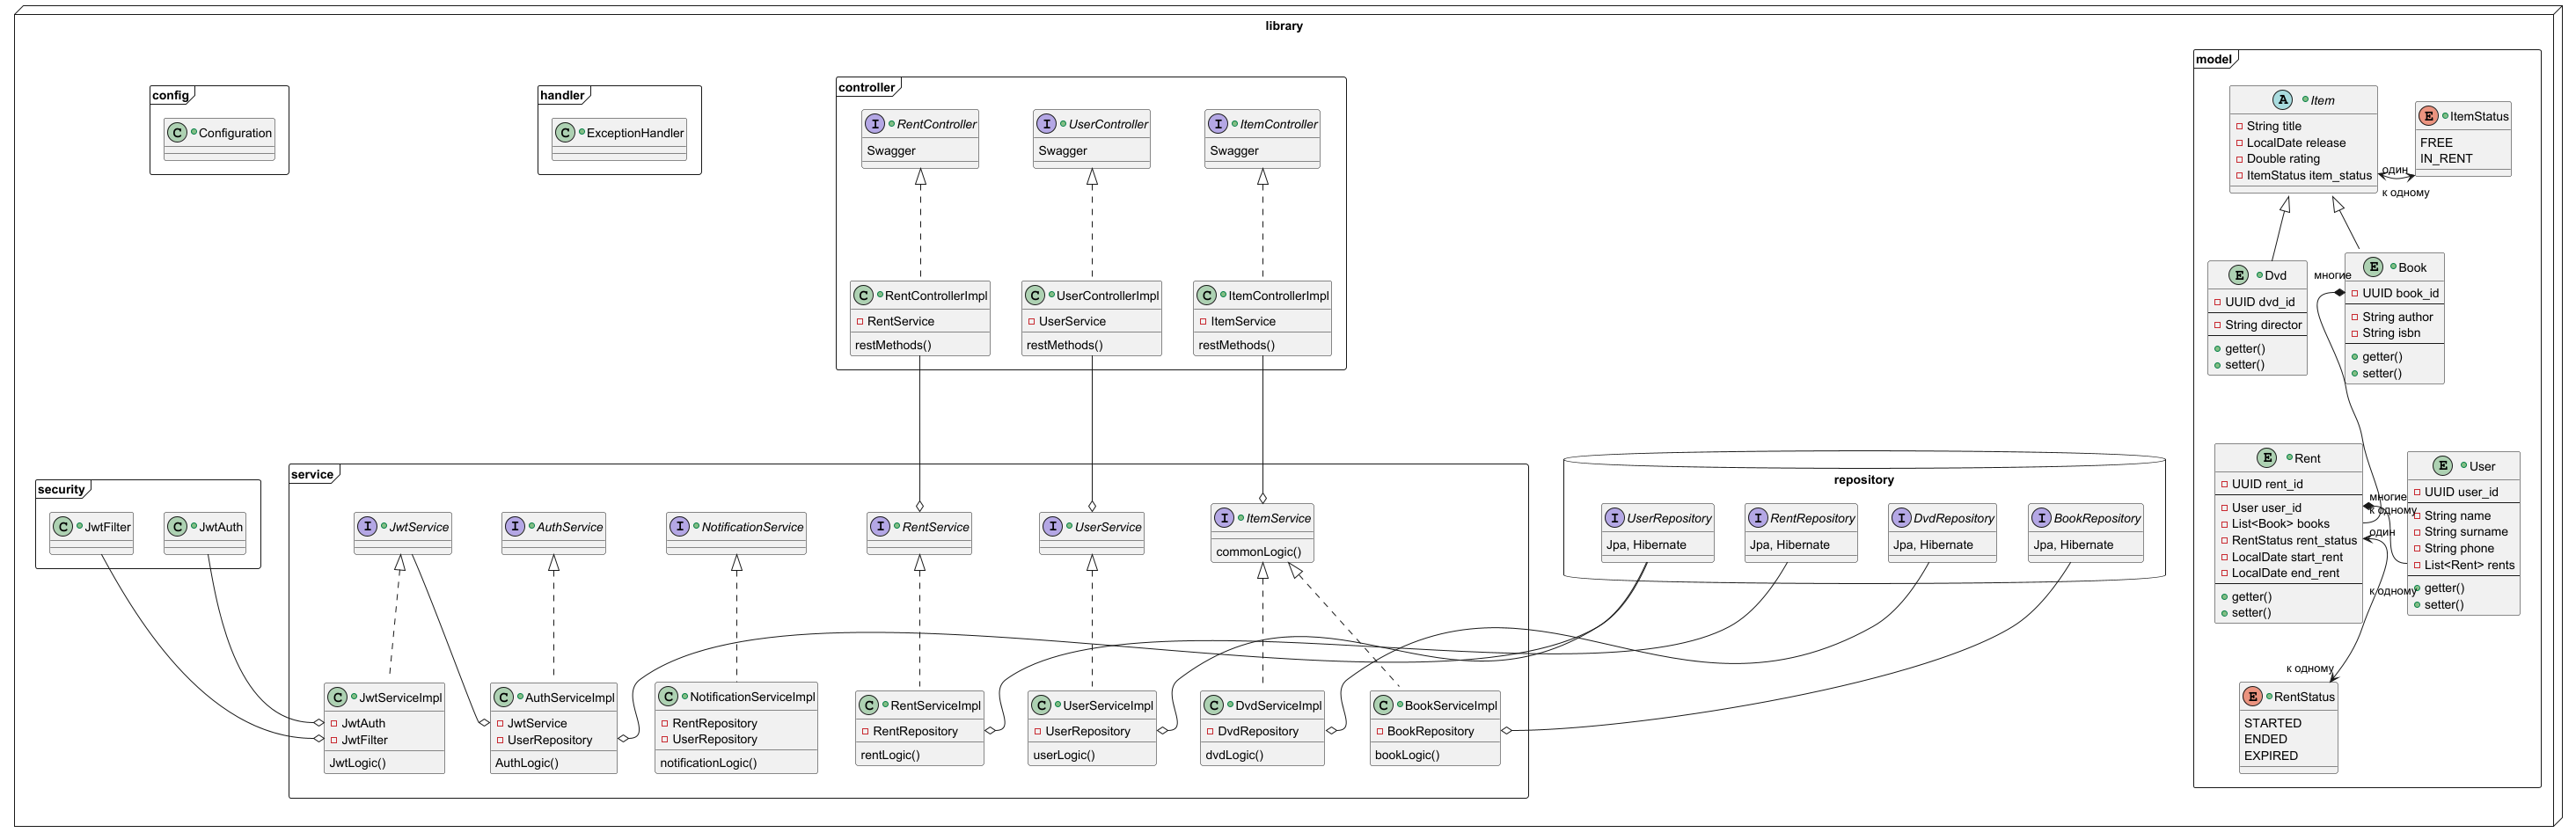 library
config
Configuration
handler
ExceptionHandler
controller
RentController
Swagger
UserController
Swagger
ItemController
Swagger
RentControllerImpl
RentService
restMethods()
UserControllerImpl
UserService
restMethods()
ItemControllerImpl
ItemService
restMethods()
model
Item
String title
LocalDate release
Double rating
ItemStatus item_status
ItemStatus
FREE
IN_RENT
один
к одному
Dvd
UUID dvd_id
String director
getter()
setter()
многие
Book
UUID book_id
String author
String isbn
getter()
setter()
Rent
UUID rent_id
User user_id
List<Book> books
RentStatus rent_status
LocalDate start_rent
LocalDate end_rent
getter()
setter()
многие
к одному
один
к одному
User
UUID user_id
String name
String surname
String phone
List<Rent> rents
getter()
setter()
к одному
RentStatus
STARTED
ENDED
EXPIRED
security
JwtFilter
JwtAuth
service
JwtService
AuthService
NotificationService
RentService
UserService
ItemService
commonLogic()
JwtServiceImpl
JwtAuth
JwtFilter
JwtLogic()
AuthServiceImpl
JwtService
UserRepository
AuthLogic()
NotificationServiceImpl
RentRepository
UserRepository
notificationLogic()
RentServiceImpl
RentRepository
rentLogic()
UserServiceImpl
UserRepository
userLogic()
DvdServiceImpl
DvdRepository
dvdLogic()
BookServiceImpl
BookRepository
bookLogic()
repository
UserRepository
Jpa, Hibernate
RentRepository
Jpa, Hibernate
DvdRepository
Jpa, Hibernate
BookRepository
Jpa, Hibernate